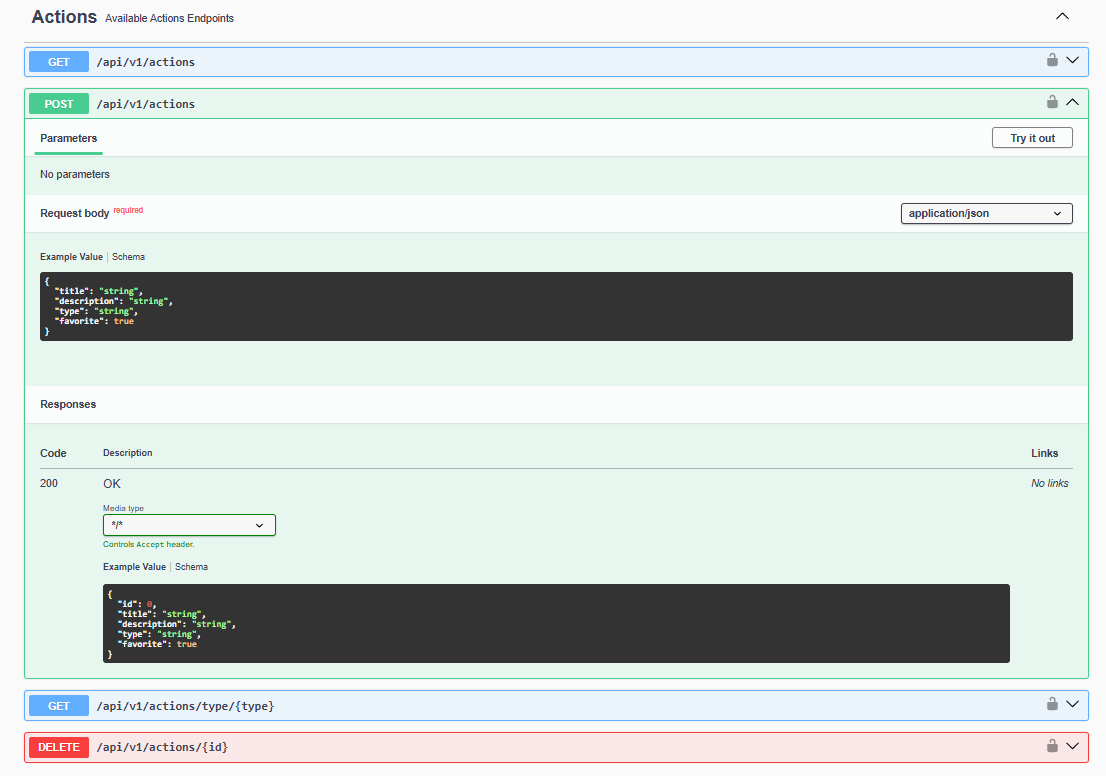 Actions Available Actions Endpoints
GET /api/v1/actions
POST /api/v1/actions
Parameters Try it out
No parameters
Request body required application/json
Example Value | Schema
{
  "title": "string",
  "description": "string",
  "type": "string",
  "favorite": true
}
Responses
Code Description Links
200 OK No links
Media type
*/*
Controls Accept header.
Example Value | Schema
{
  "id": 0,
  "title": "string",
  "description": "string",
  "type": "string",
  "favorite": true
}
GET /api/v1/actions/type/{type}
DELETE /api/v1/actions/{id}